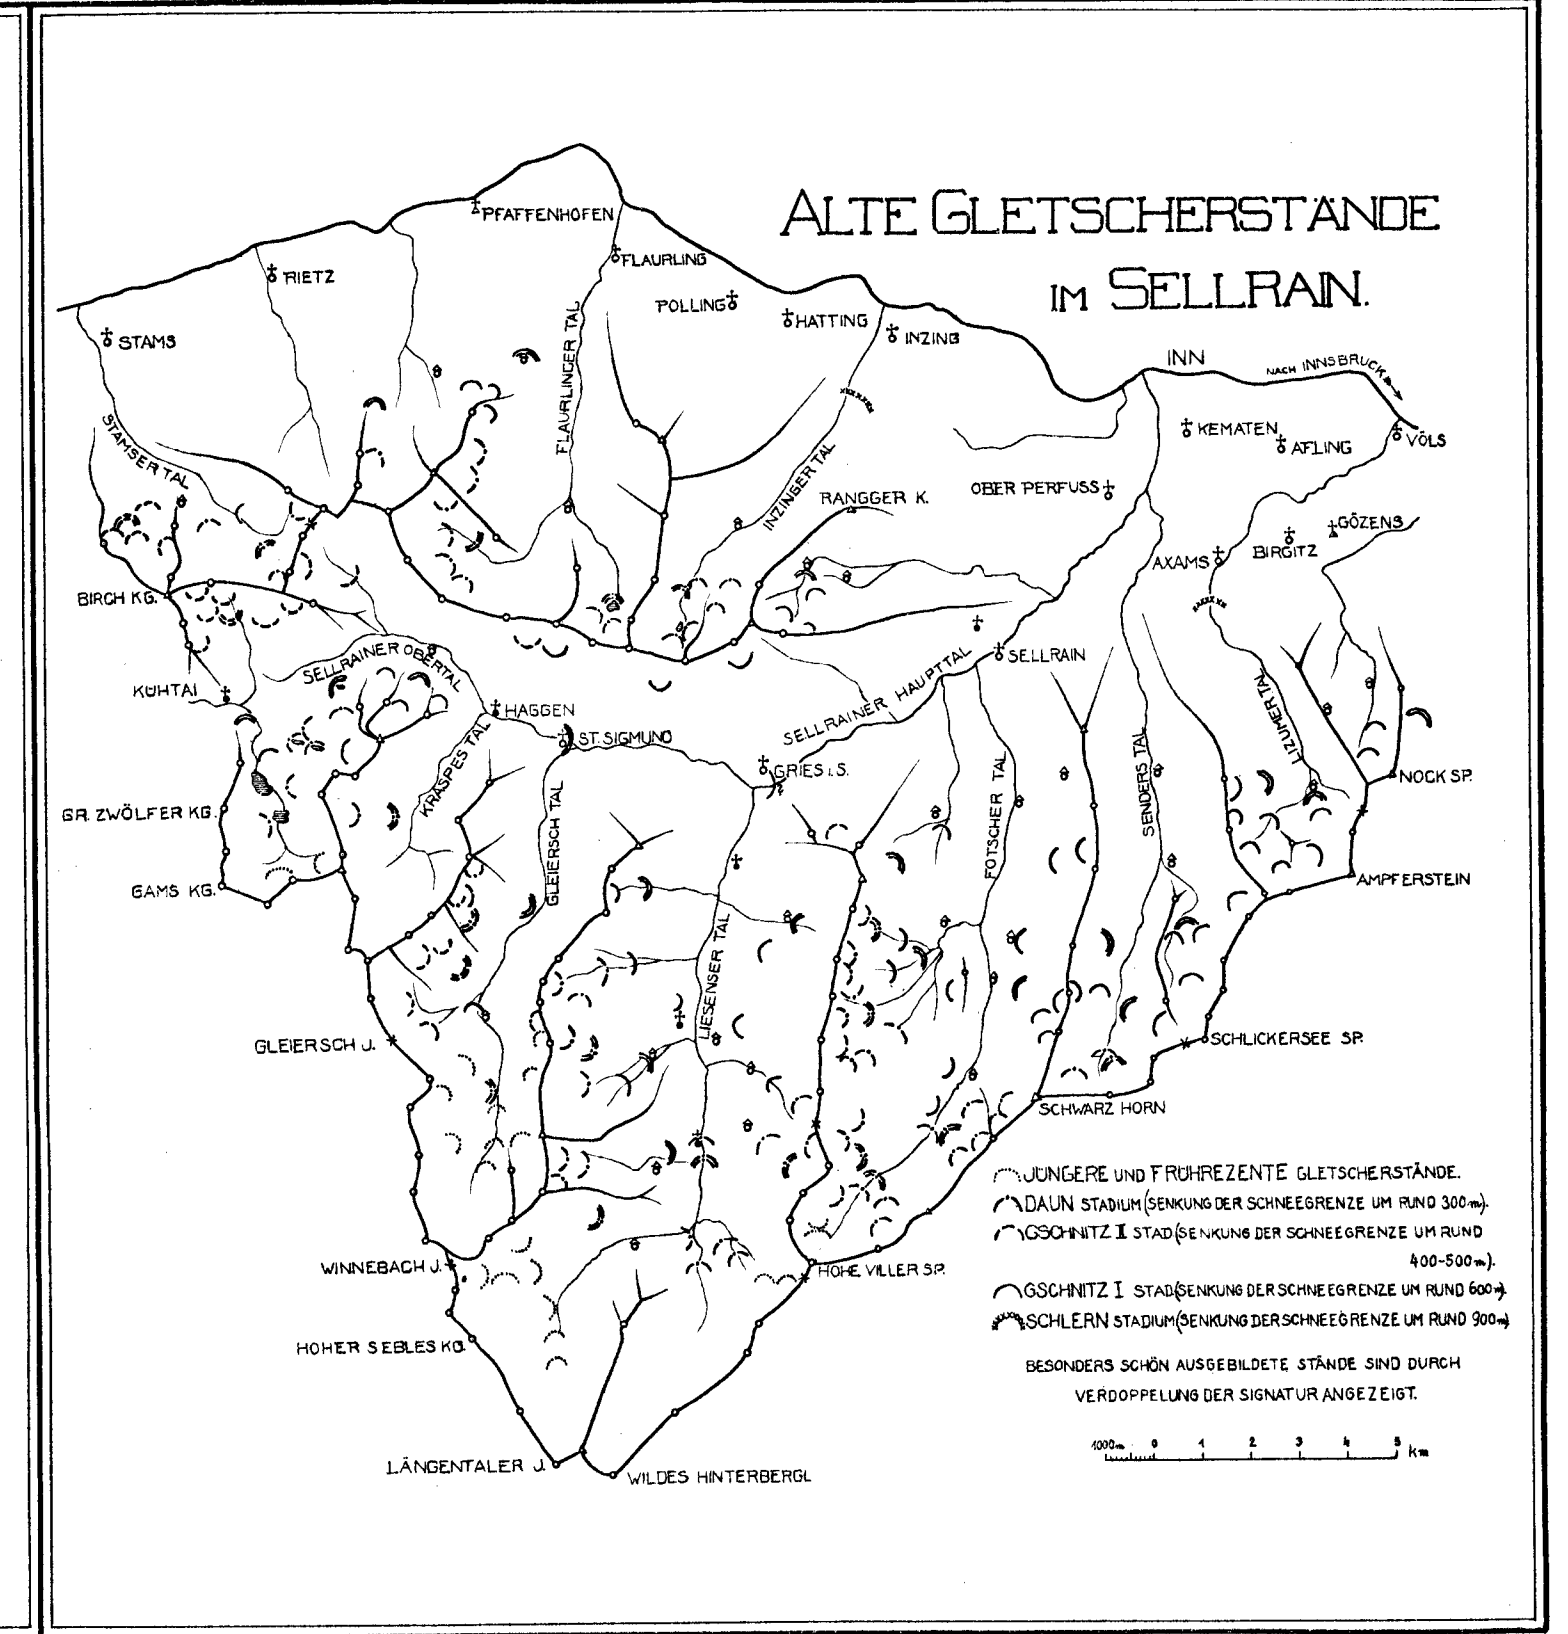 ALTE GLETSCHERSTÄNDE
IM SELLRAIN.
PFAFFENHOFEN
FLAURLING
RIETZ
POLLING
HATTING
INZING
STAMS
INN
NACH INNSBRUCK
FLAURLINGER TAL
STAMSER TAL
KEMATEN
AFLING
VÖLS
INZINGER TAL
RANGGER K.
OBER PERFUSS
GÖZENS
BIRGITZ
AXAMS
BIRCH KG.
SELLRAINER OBERTAL
SELLRAINER HAUPTTAL
SELLRAIN
KÜHTAI
HAGGEN
ST. SIGMUND
GRIES i. S.
KRASPES TAL
GLEIERSCH TAL
FOTSCHER TAL
SENDERS TAL
LIZUMERTAL
NOCK SP.
GR. ZWÖLFER KG.
GAMS KG.
AMPFERSTEIN
LIESENSER TAL
GLEIERSCH J.
SCHLICKERSEE SP.
SCHWARZ HORN
WINNEBACH J.
HOHE VILLER SP.
HOHER SEBLES KG.
LÄNGENTALER J.
WILDES HINTERBERGL
JÜNGERE UND FRÜHREZENTE GLETSCHERSTÄNDE.
DAUN STADIUM (SENKUNG DER SCHNEEGRENZE UM RUND 300 m).
GSCHNITZ II STAD. (SENKUNG DER SCHNEEGRENZE UM RUND
400-500 m).
GSCHNITZ I STAD. (SENKUNG DER SCHNEEGRENZE UM RUND 600 m).
SCHLERN STADIUM (SENKUNG DER SCHNEEGRENZE UM RUND 900 m)
BESONDERS SCHÖN AUSGEBILDETE STÄNDE SIND DURCH
VERDOPPELUNG DER SIGNATUR ANGEZEIGT.
1000 m 0 1 2 3 4 5 km